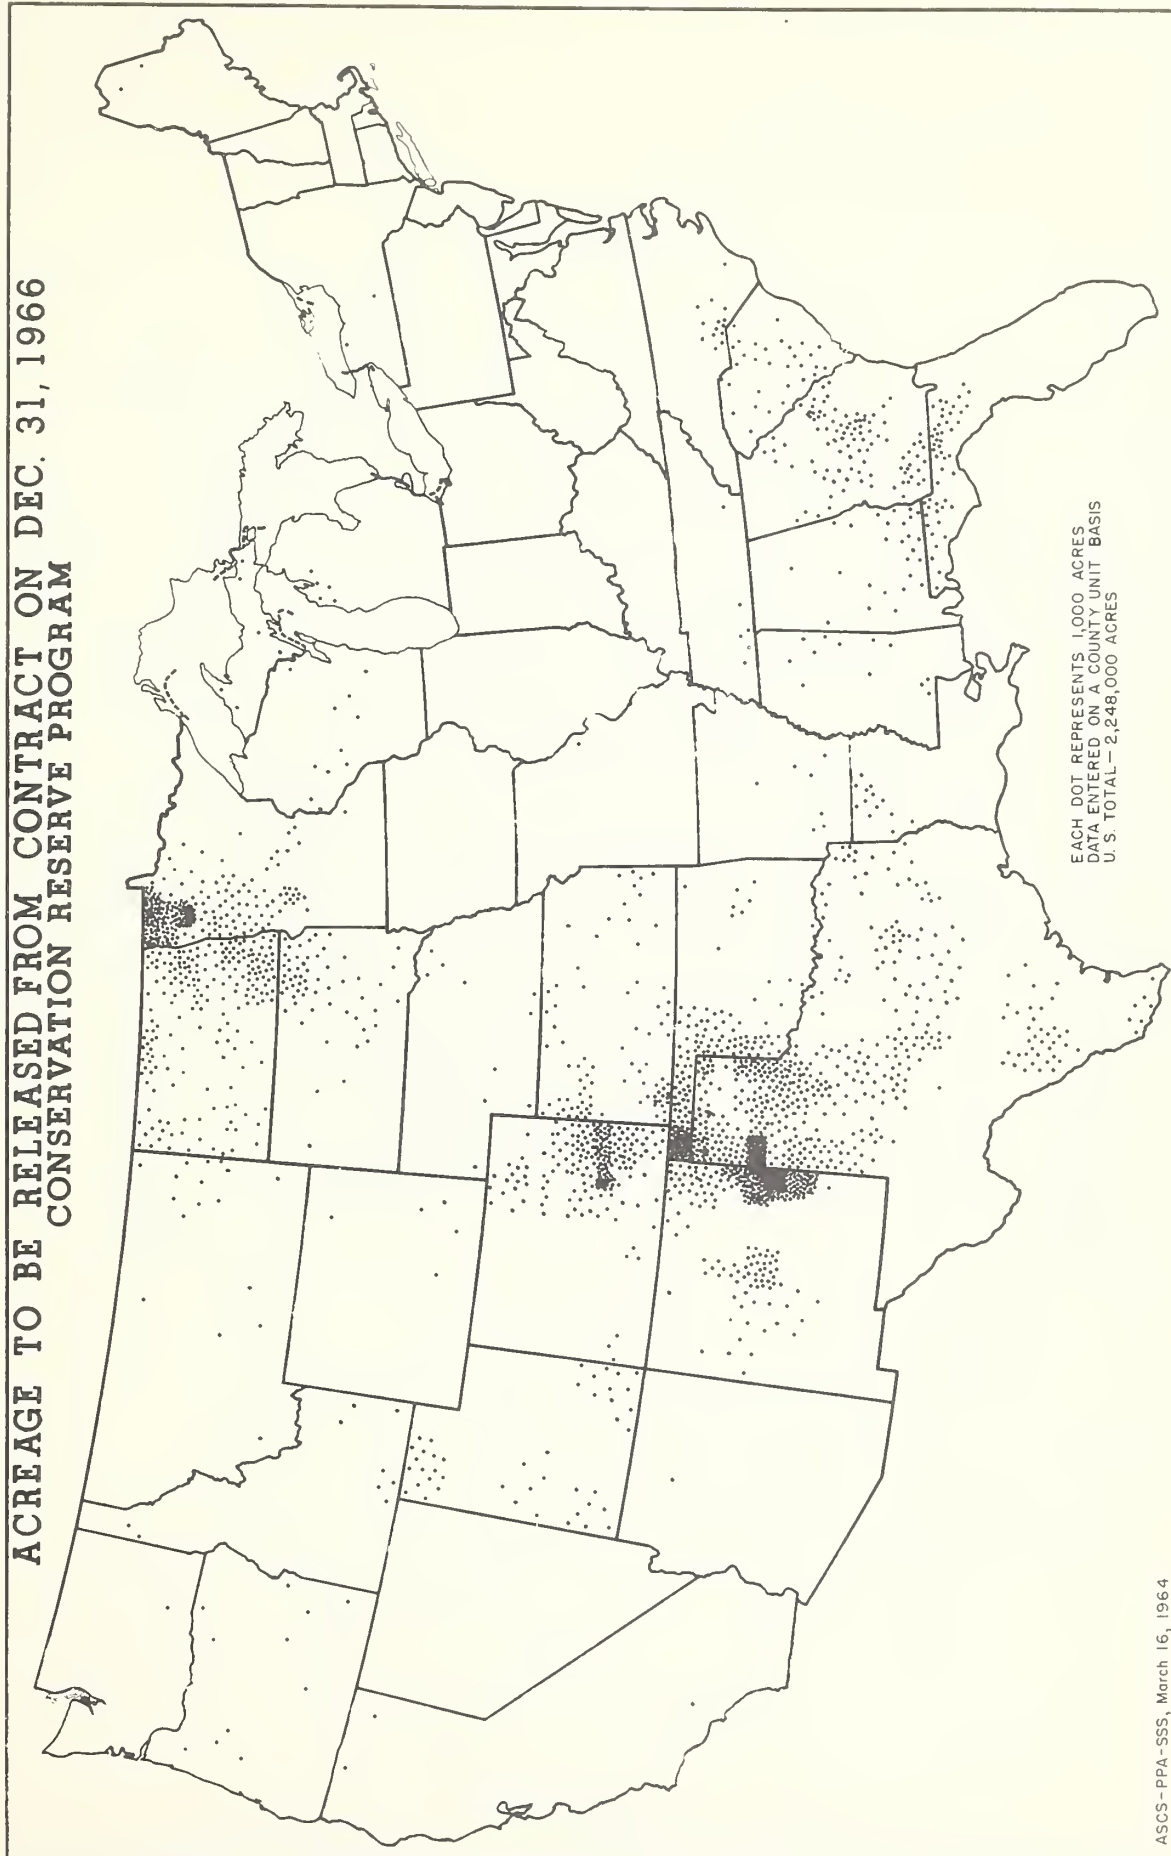 ACREAGE TO BE RELEASED FROM CONTRACT ON DEC. 31, 1966
CONSERVATION RESERVE PROGRAM
EACH DOT REPRESENTS 1,000 ACRES
DATA ENTERED ON A COUNTY UNIT BASIS
U. S. TOTAL — 2,248,000 ACRES
ASCS-PPA-SSS, March 16, 1964